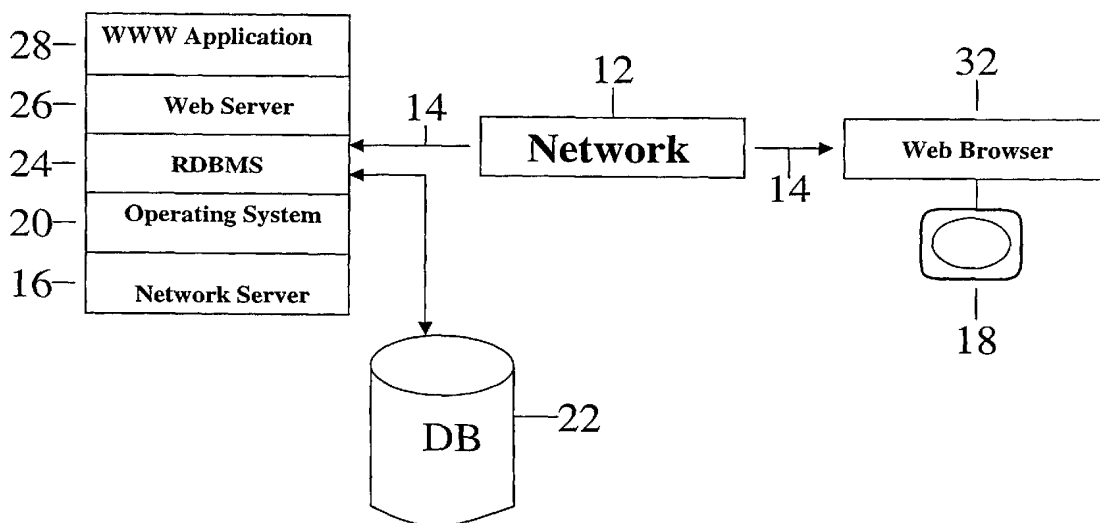 28 WWW Application
26 Web Server
24 RDBMS
20 Operating System
16 Network Server
14
12
Network
14
32
Web Browser
18
DB
22